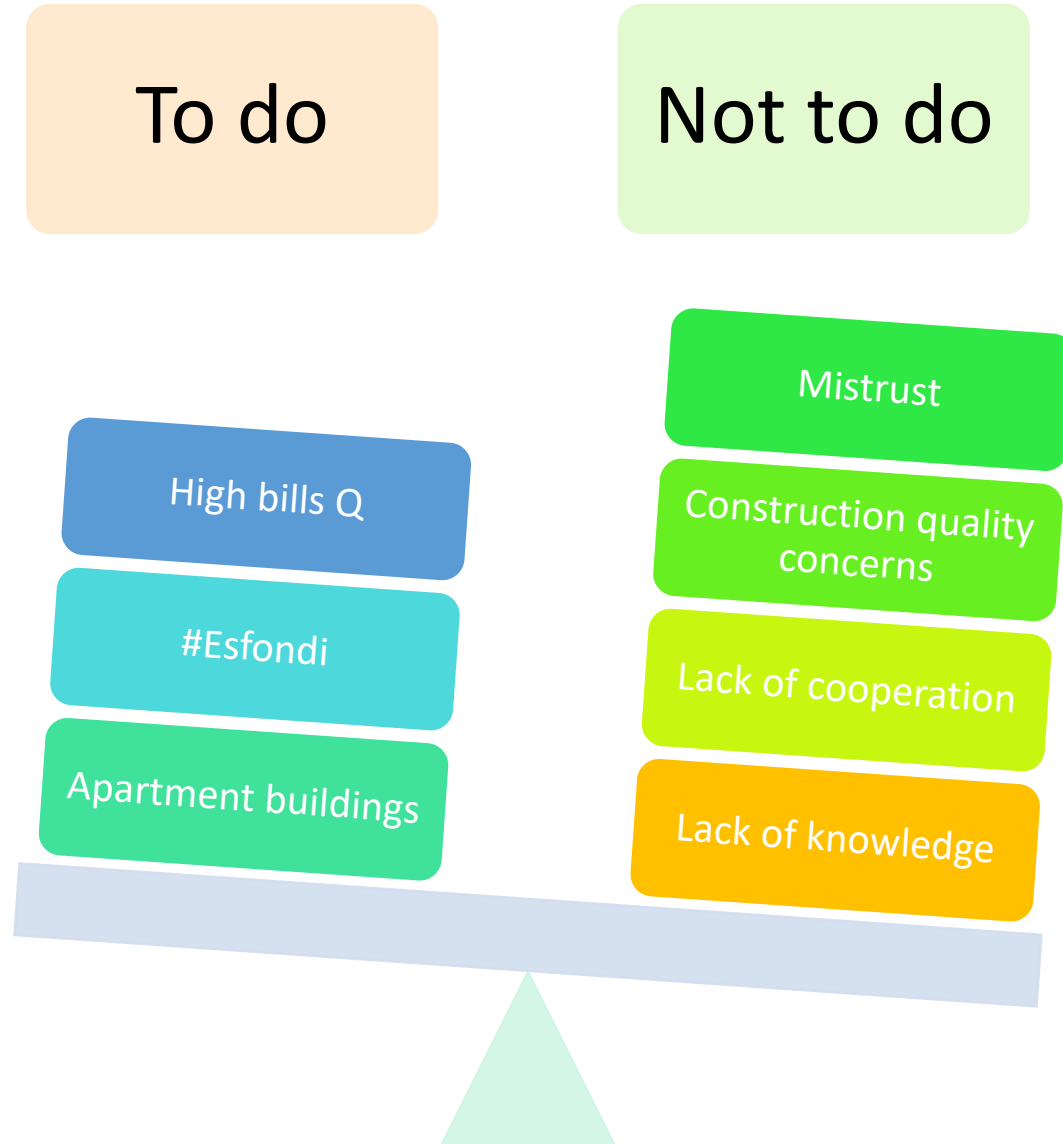 To do
Not to do
High bills Q
#Esfondi
Apartment buildings
Mistrust
Construction quality
concerns
Lack of cooperation
Lack of knowledge